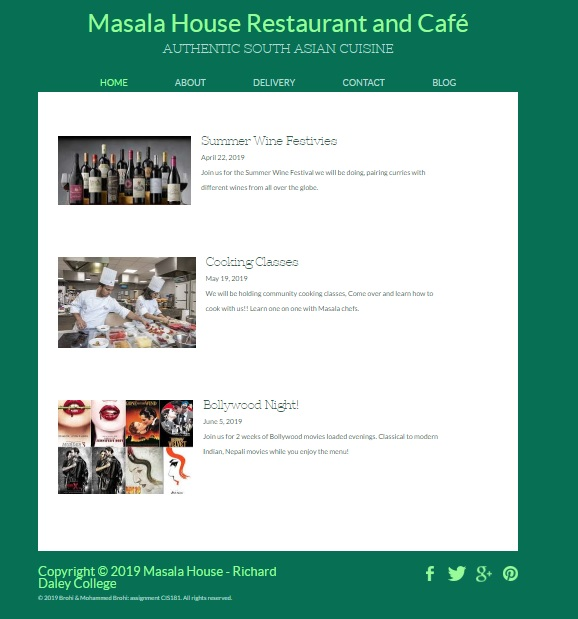 Masala House Restaurant and Café
AUTHENTIC SOUTH ASIAN CUISINE
HOME ABOUT DELIVERY CONTACT BLOG
Summer Wine Festivies
April 22, 2019
Join us for the Summer Wine Festival we will be doing, pairing curries with
different wines from all over the globe.
Cooking Classes
May 19, 2019
We will be holding community cooking classes, Come over and learn how to
cook with us!! Learn one on one with Masala chefs.
Bollywood Night!
June 5, 2019
Join us for 2 weeks of Bollywood movies loaded evenings. Classical to modern
Indian, Nepali movies while you enjoy the menu!
Copyright © 2019 Masala House - Richard
Daley College
© 2019 Brohi & Mohammed Brohi: assignment CIS181. All rights reserved.